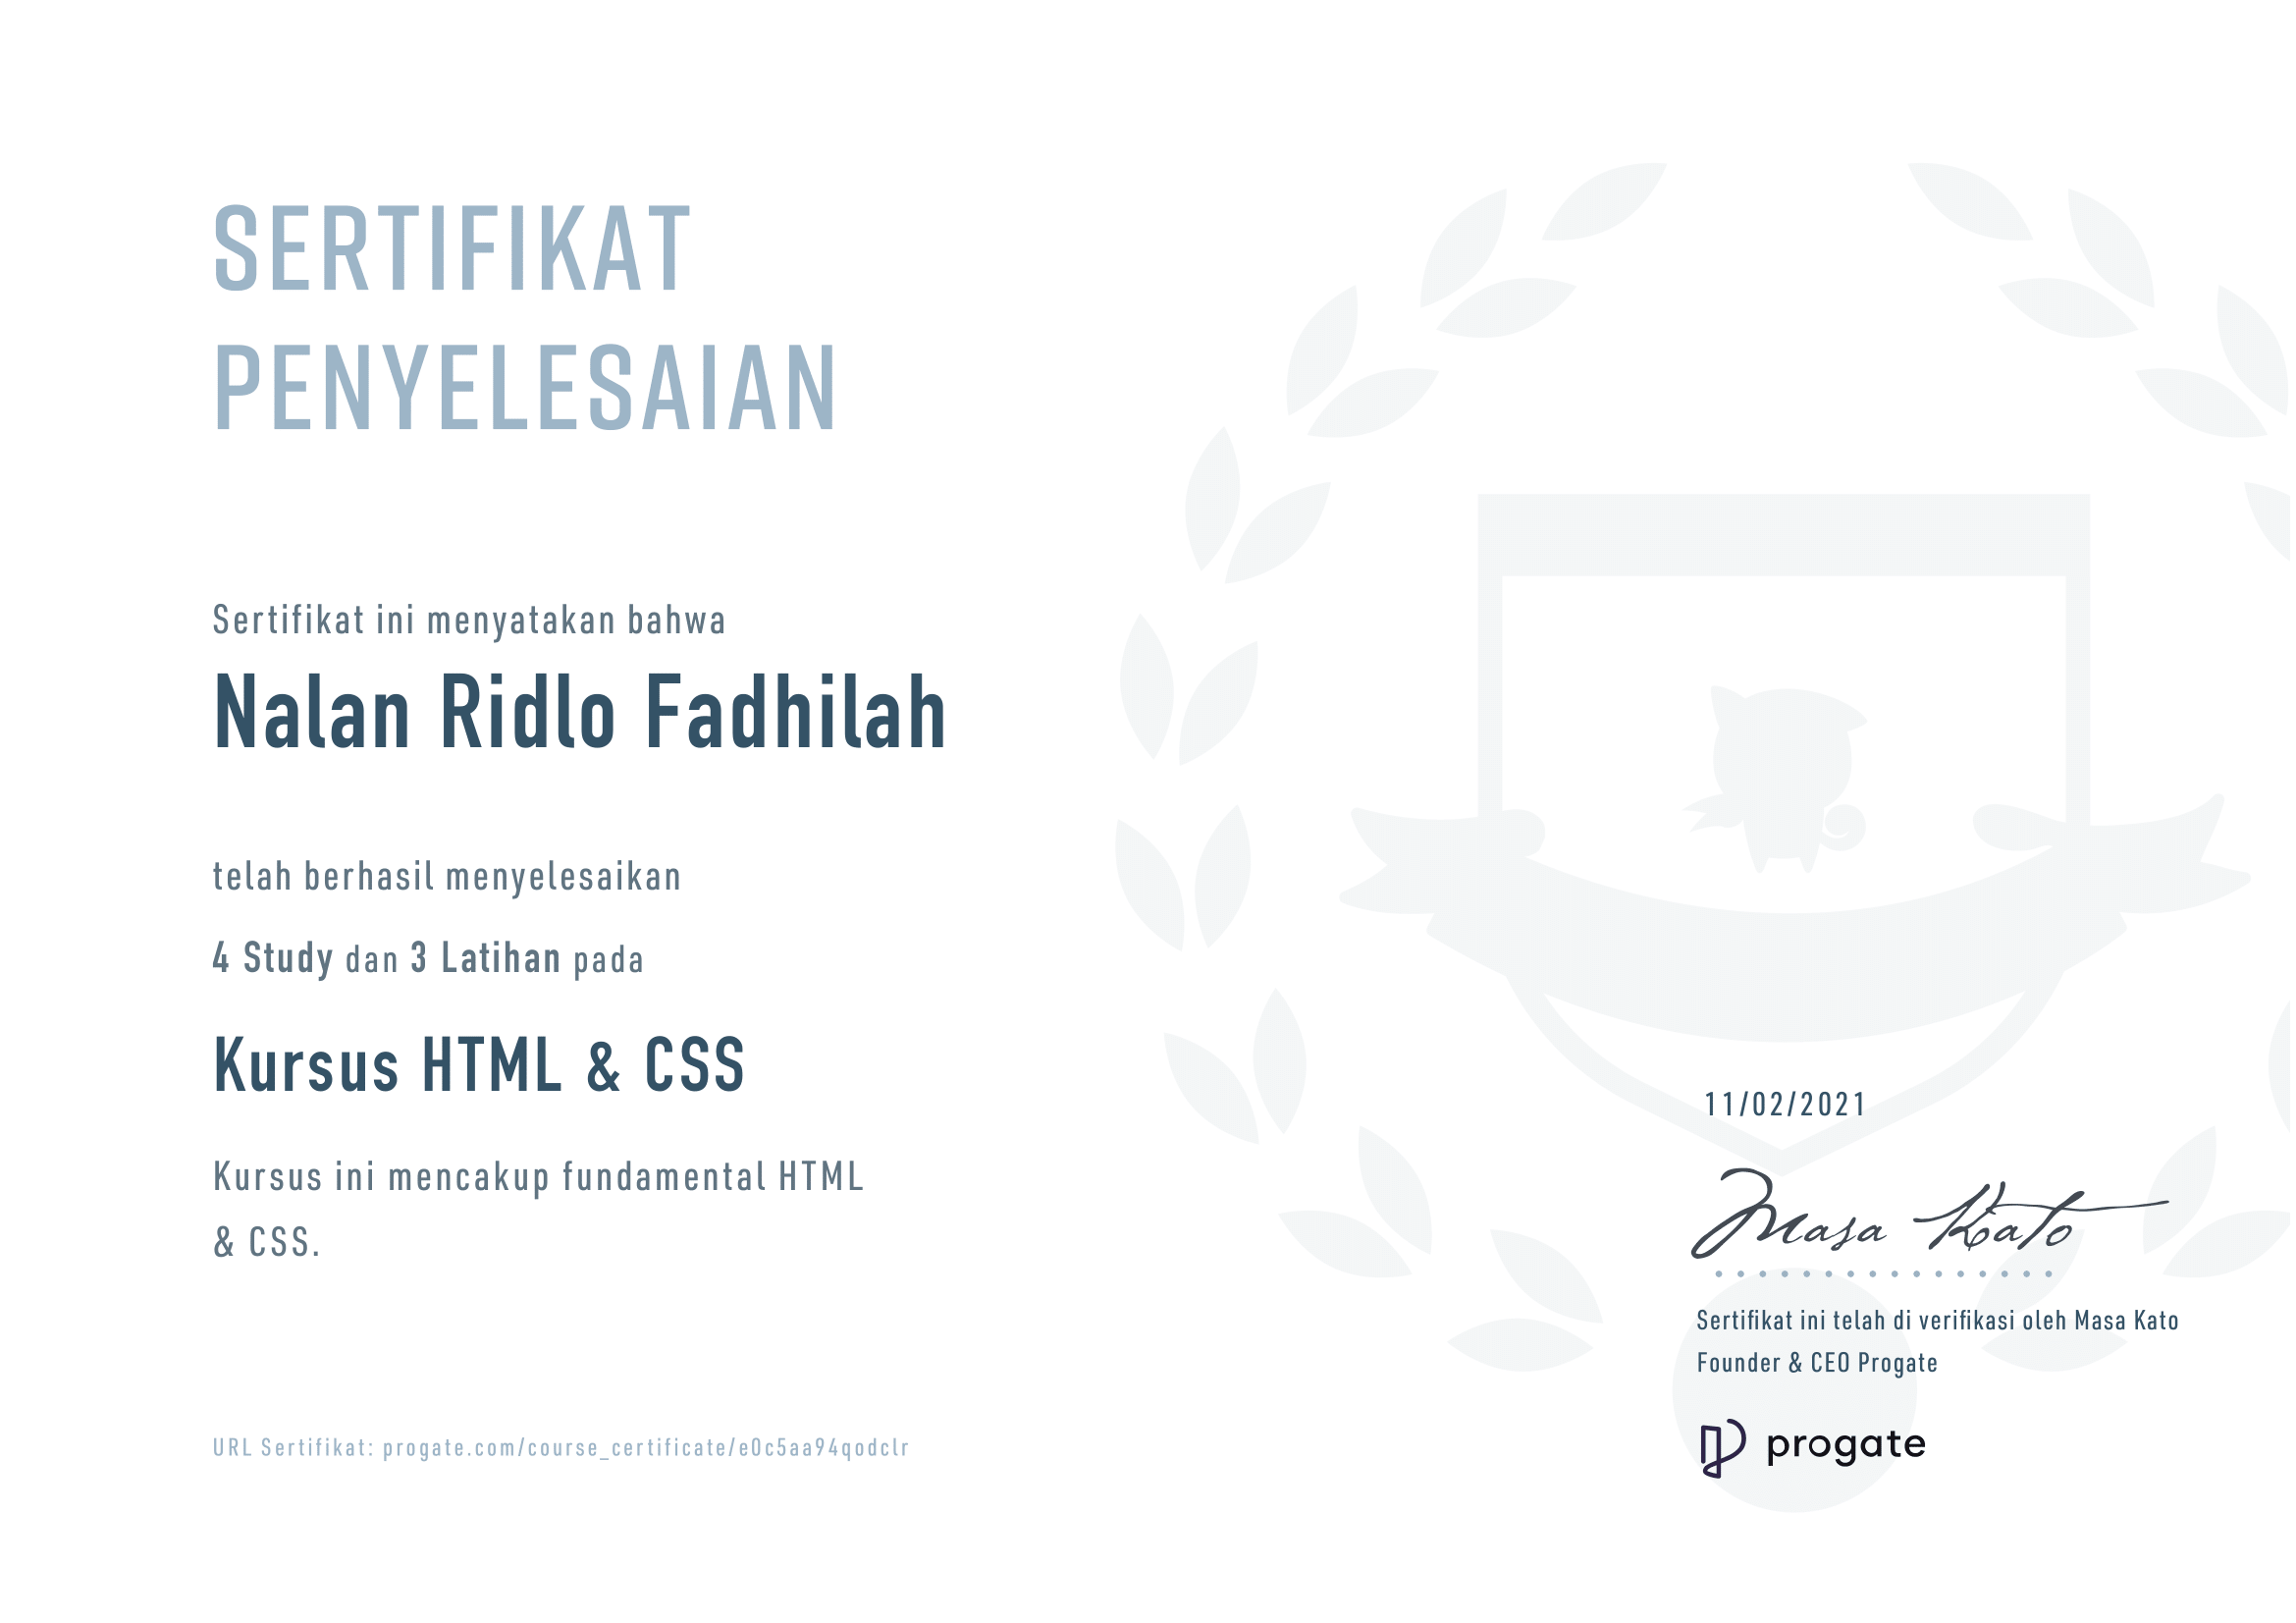 SERTIFIKAT
PENYELESAIAN
Sertifikat ini menyatakan bahwa
Nalan Ridlo Fadhilah
telah berhasil menyelesaikan
4 Study dan 3 Latihan pada
Kursus HTML & CSS
Kursus ini mencakup fundamental HTML
& CSS.
URL Sertifikat: progate.com/course_certificate/e0c5aa94qodclr
11/02/2021
Masa Kato
Sertifikat ini telah di verifikasi oleh Masa Kato
Founder & CEO Progate
progate